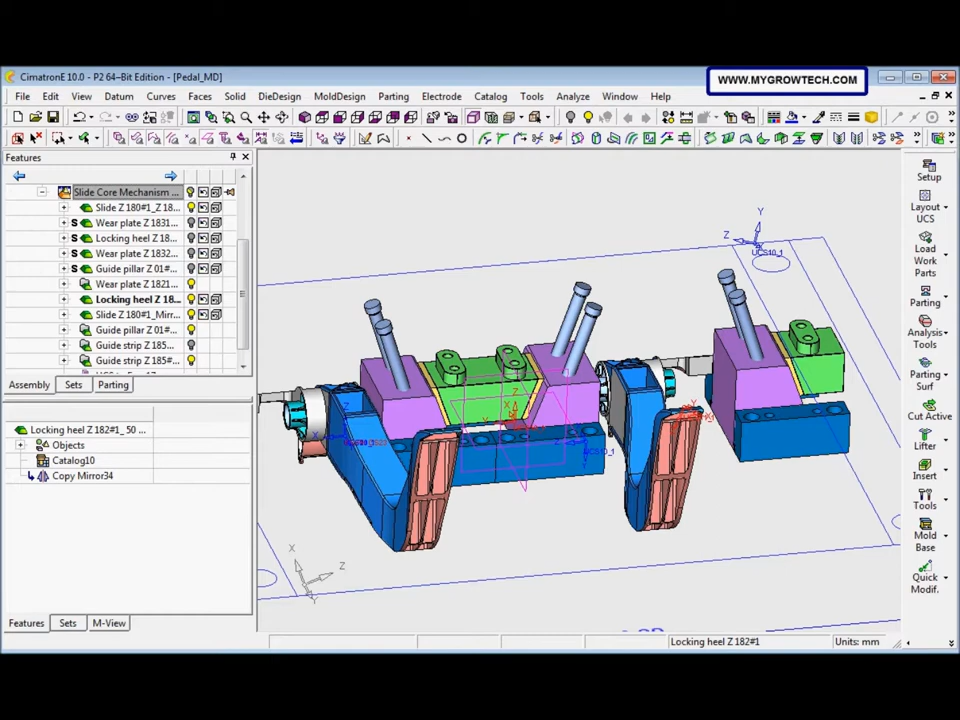 CimatronE 10.0 - P2 64-Bit Edition - [Pedal_MD]
WWW.MYGROWTECH.COM
File Edit View Datum Curves Faces Solid DieDesign MoldDesign Parting Electrode Catalog Tools Analyze Window Help
Features
Slide Core Mechanism ...
Slide Z 180#1_Z 18...
S Wear plate Z 1831...
S Locking heel Z 18...
S Wear plate Z 1832...
S Guide pillar Z 01#...
Wear plate Z 1821...
Locking heel Z 18...
Slide Z 180#1_Mirr...
Guide pillar Z 01#...
Guide strip Z 185...
Guide strip Z 185#...
Assembly Sets Parting
Locking heel Z 182#1_ 50 ...
Objects
Catalog10
Copy Mirror34
Features Sets M-View
Y
Z
UCS10_1
Z
X
Y
UCS10_1
X
Z
Y
Setup
Layout
UCS
Load
Work
Parts
Parting
Analysis
Tools
Parting
Surf
Cut Active
Lifter
Insert
Tools
Mold
Base
Quick
Modif.
Locking heel Z 182#1
Units: mm